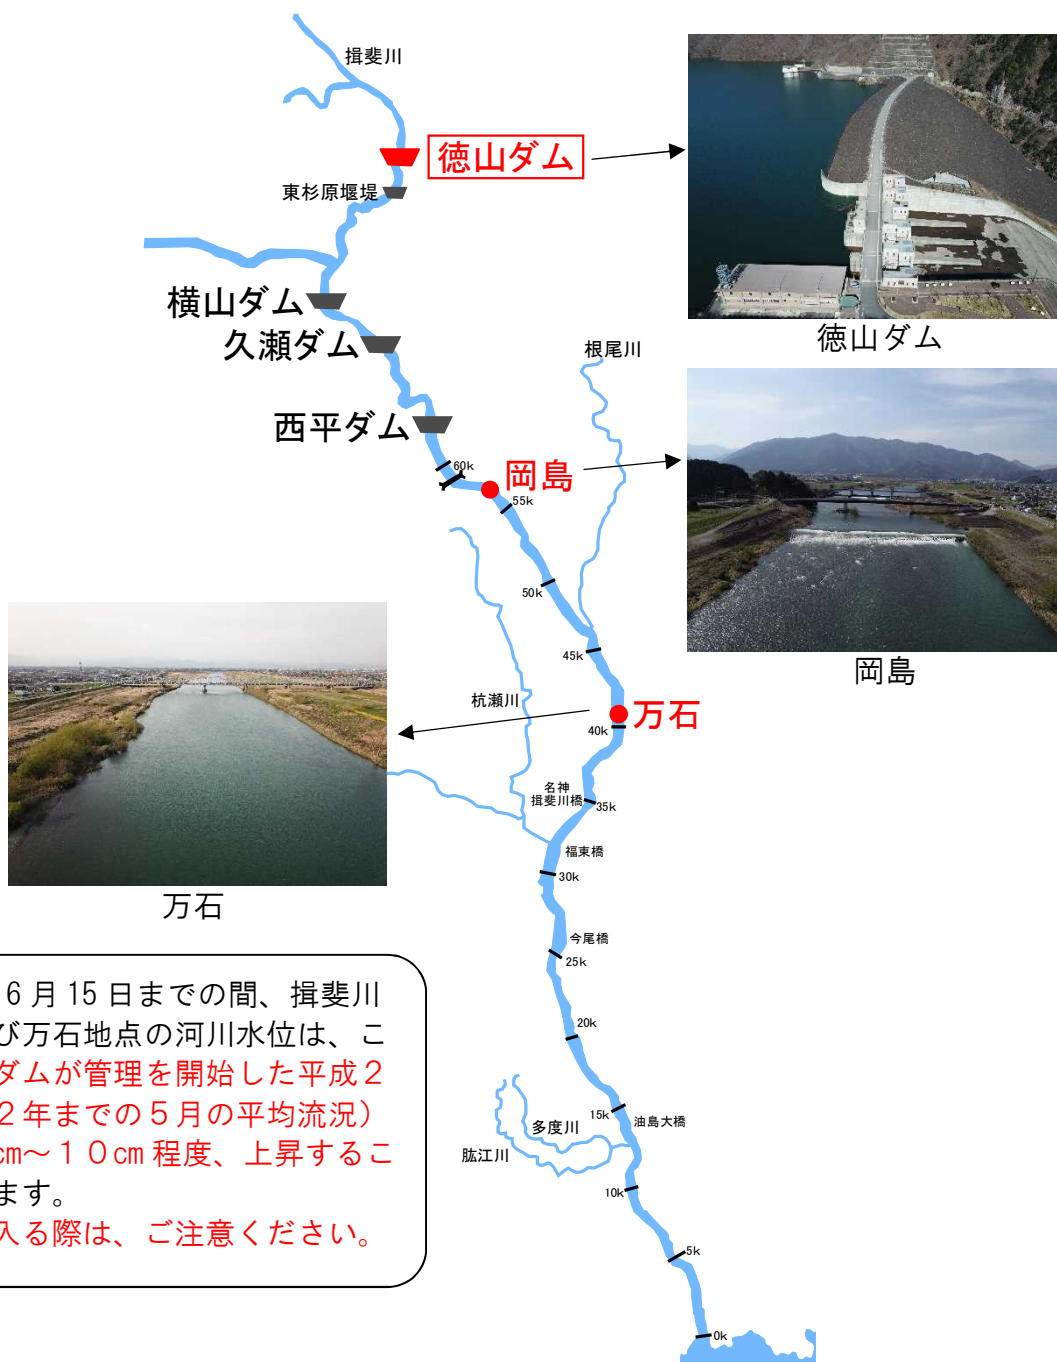 揖斐川
徳山ダム
東杉原堰堤
横山ダム
久瀬ダム
徳山ダム
根尾川
西平ダム
60k
岡島
55k
50k
45k
岡島
杭瀬川
万石
40k
名神
揖斐川橋
35k
福東橋
30k
万石
今尾橋
25k
6月15日までの間、揖斐川
び万石地点の河川水位は、こ
ダムが管理を開始した平成2
2年までの5月の平均流況)
cm~10cm程度、上昇するこ
ます。
入る際は、ご注意ください。
20k
15k
油島大橋
多度川
肱江川
10k
5k
0k